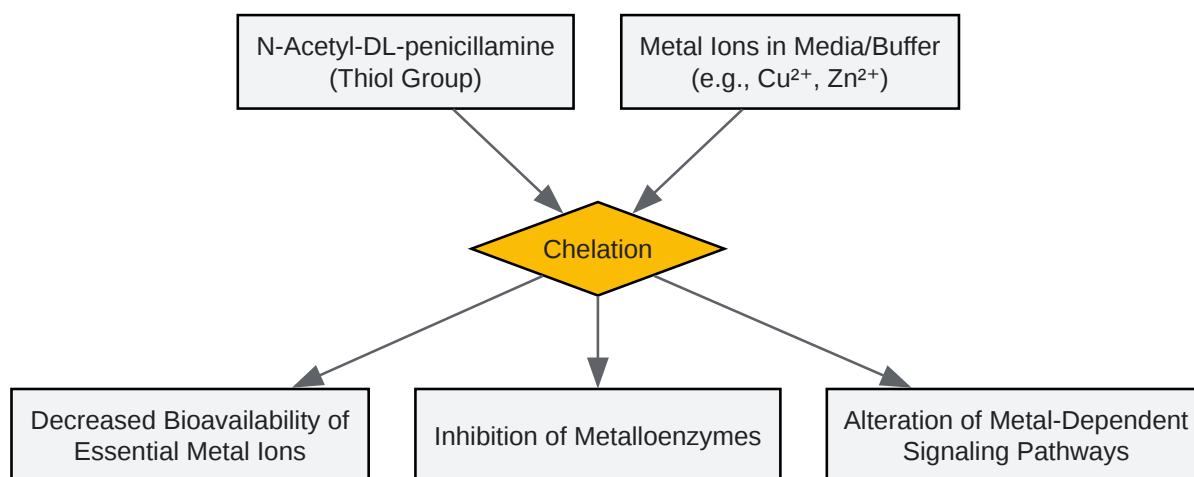 N-Acetyl-DL-penicillamine
(Thiol Group)
Metal Ions in Media/Buffer
(e.g., Cu²⁺, Zn²⁺)
Chelation
Decreased Bioavailability of
Essential Metal Ions
Inhibition of Metalloenzymes
Alteration of Metal-Dependent
Signaling Pathways